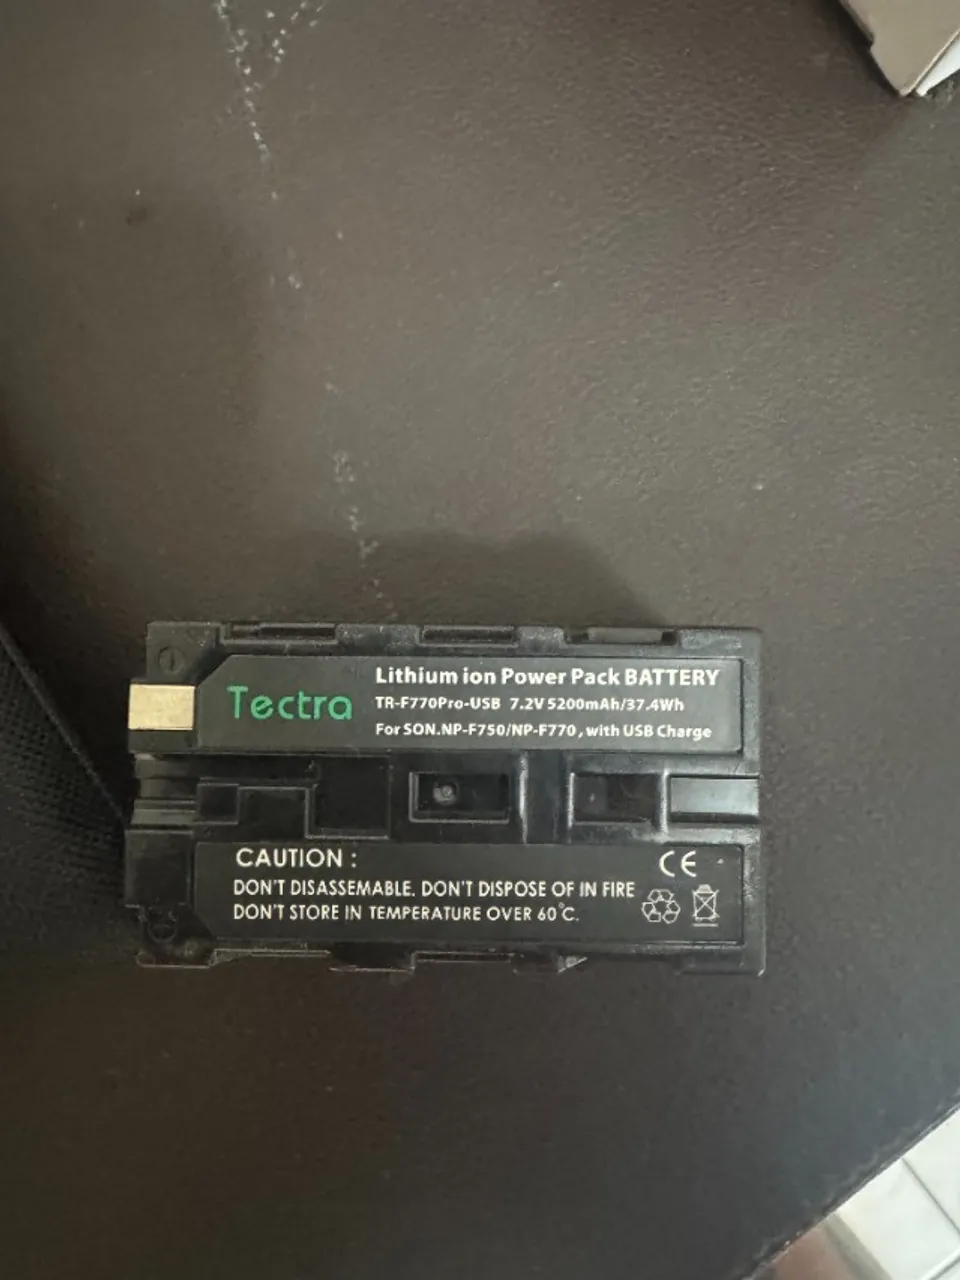 Tectra
Lithium ion Power Pack BATTERY
TR-F770Pro-USB 7.2V 5200mAh/37.4Wh
For SON.NP-F750/NP-F770, with USB Charge
CAUTION :
DON'T DISASSEMABLE. DON'T DISPOSE OF IN FIRE
DON'T STORE IN TEMPERATURE OVER 60°C.
CE